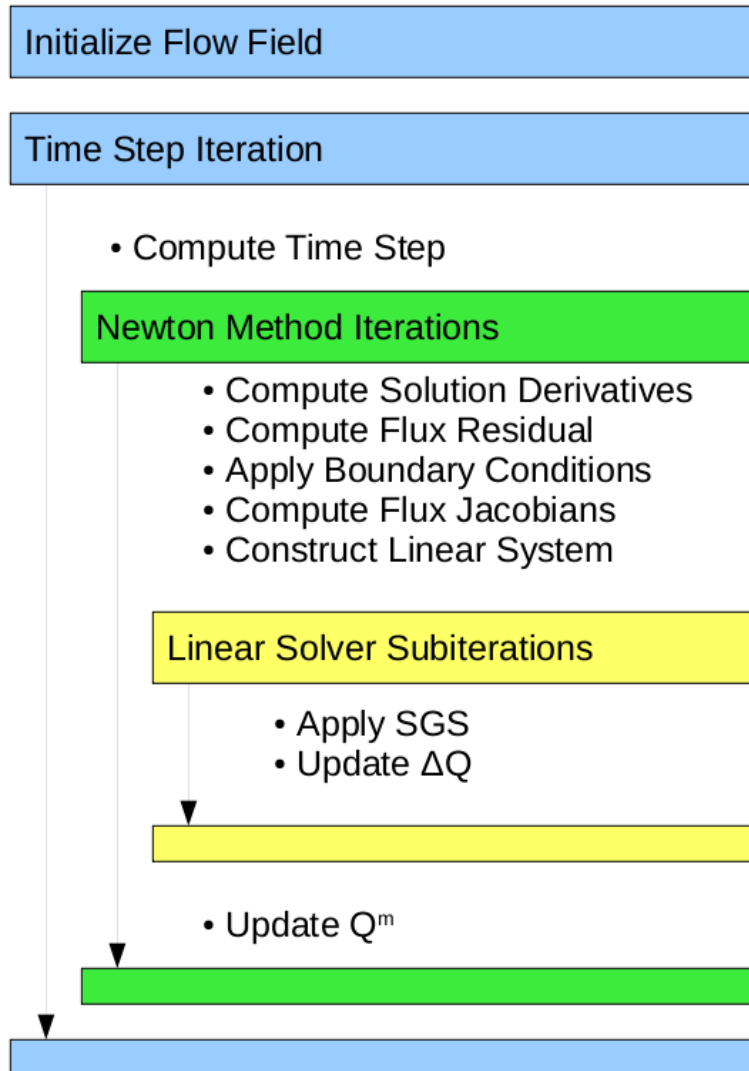 Initialize Flow Field
Time Step Iteration
• Compute Time Step
Newton Method Iterations
• Compute Solution Derivatives
• Compute Flux Residual
• Apply Boundary Conditions
• Compute Flux Jacobians
• Construct Linear System
Linear Solver Subiterations
• Apply SGS
• Update ΔQ
• Update Qᵐ